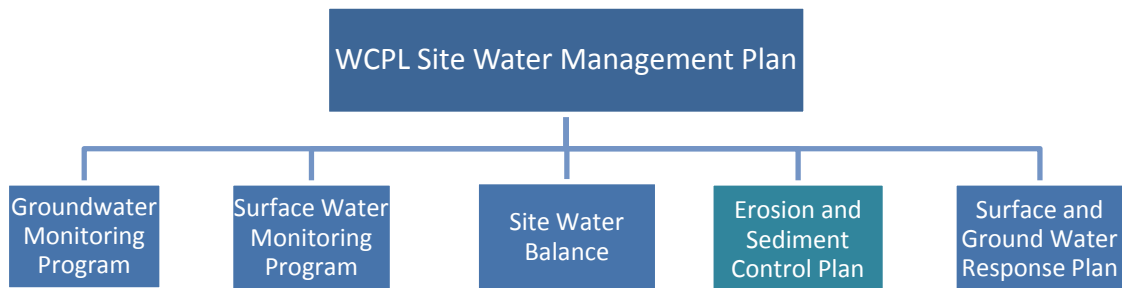 WCPL Site Water Management Plan
Groundwater
Monitoring
Program
Surface Water
Monitoring
Program
Site Water
Balance
Erosion and
Sediment
Control Plan
Surface and
Ground Water
Response Plan